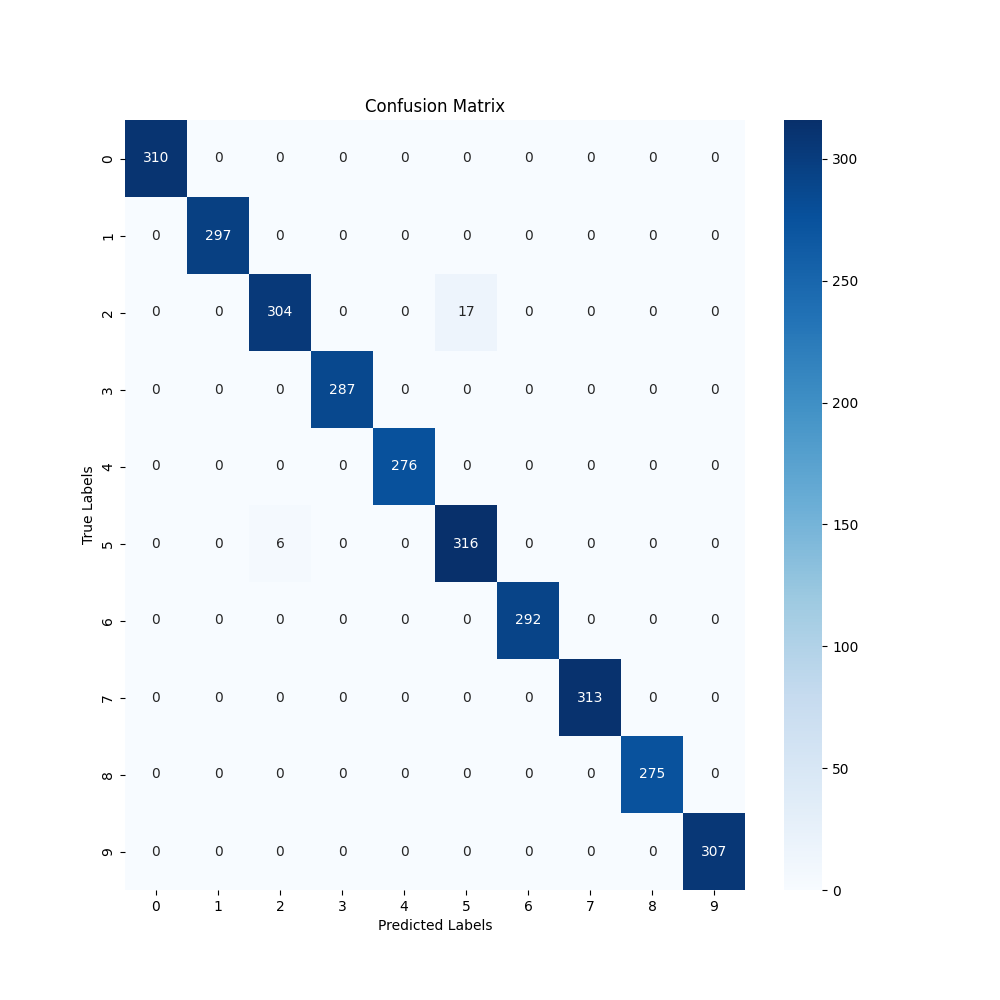 Confusion Matrix
0 310 0 0 0 0 0 0 0 0 0
1 0 297 0 0 0 0 0 0 0 0
2 0 0 304 0 0 17 0 0 0 0
3 0 0 0 287 0 0 0 0 0 0
4 0 0 0 0 276 0 0 0 0 0
5 0 0 6 0 0 316 0 0 0 0
6 0 0 0 0 0 0 292 0 0 0
7 0 0 0 0 0 0 0 313 0 0
8 0 0 0 0 0 0 0 0 275 0
9 0 0 0 0 0 0 0 0 0 307
0 1 2 3 4 5 6 7 8 9
Predicted Labels
True Labels
300
250
200
150
100
50
0